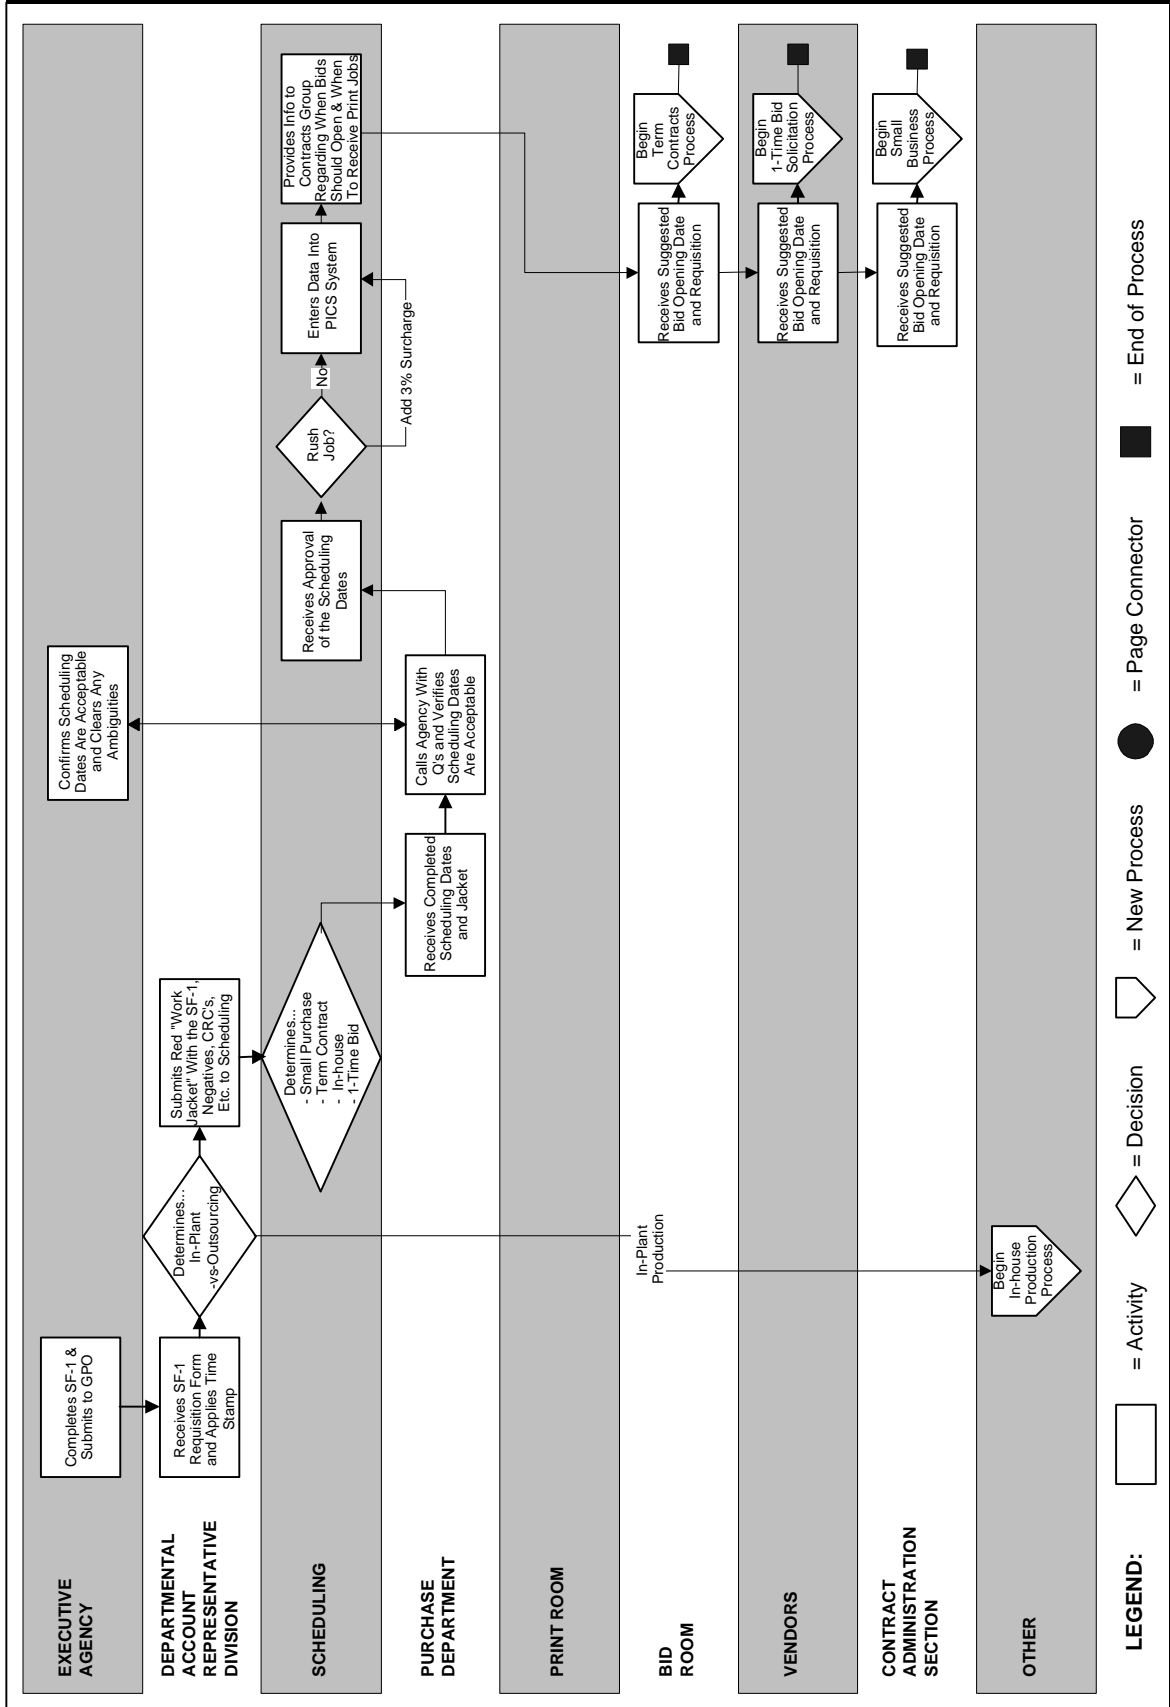 EXECUTIVE
AGENCY
Completes SF-1 &
Submits to GPO
Confirms Scheduling
Dates Are Acceptable
and Clears Any
Ambiguities
DEPARTMENTAL
ACCOUNT
REPRESENTATIVE
DIVISION
Receives SF-1
Requisition Form
and Applies Time
Stamp
Determines...
In-Plant
-vs-Outsourcing
Submits Red "Work
Jacket" With the SF-1,
Negatives, CRC's,
Etc. to Scheduling
SCHEDULING
Determines...
- Small Purchase
- Term Contract
- In-house
- 1-Time Bid
Receives Approval
of the Scheduling
Dates
Rush
Job?
No
Add 3% Surcharge
Enters Data Into
PICS System
Provides Info to
Contracts Group
Regarding When Bids
Should Open & When
To Receive Print Jobs
PURCHASE
DEPARTMENT
Receives Completed
Scheduling Dates
and Jacket
Calls Agency With
Q's and Verifies
Scheduling Dates
Are Acceptable
PRINT ROOM
BID
ROOM
In-Plant
Production
Receives Suggested
Bid Opening Date
and Requisition
Begin
Term
Contracts
Process
VENDORS
Receives Suggested
Bid Opening Date
and Requisition
Begin
1-Time Bid
Solicitation
Process
CONTRACT
ADMINISTRATION
SECTION
Receives Suggested
Bid Opening Date
and Requisition
Begin
Small
Business
Process
OTHER
Begin
In-house
Production
Process
LEGEND:
= Activity
= Decision
= New Process
= Page Connector
= End of Process